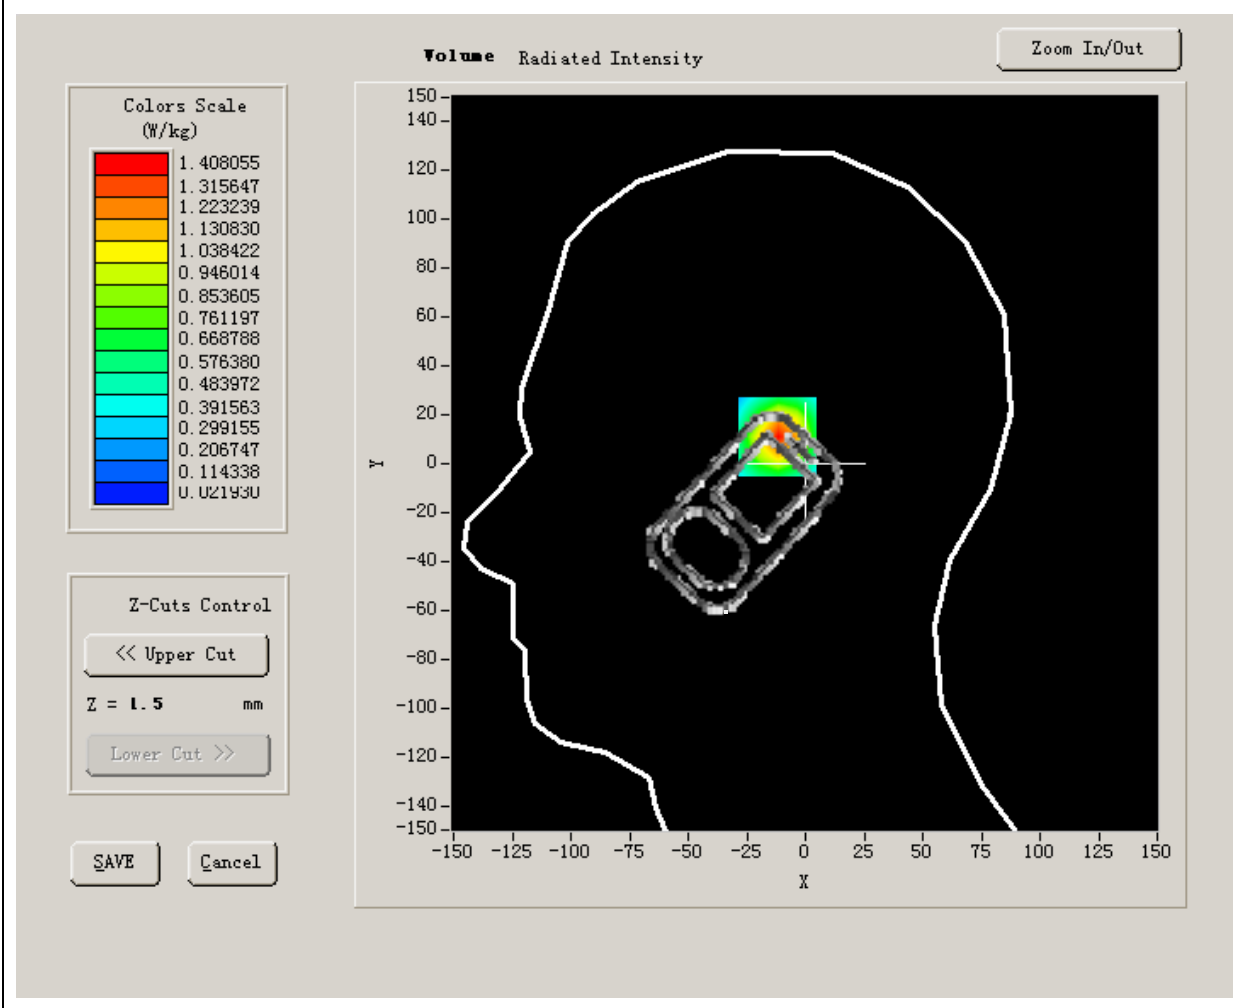 Volume Radiated Intensity
Zoom In/Out
Colors Scale
(W/kg)
1.408055
1.315647
1.223239
1.130830
1.038422
0.946014
0.853605
0.761197
0.668788
0.576380
0.483972
0.391563
0.299155
0.206747
0.114338
0.021930
Z-Cuts Control
<< Upper Cut
Z = 1.5 mm
Lower Cut >>
SAVE
Cancel
150
140
120
100
80
60
40
20
0
-20
-40
-60
-80
-100
-120
-140
-150
Y
-150 -125 -100 -75 -50 -25 0 25 50 75 100 125 150
X